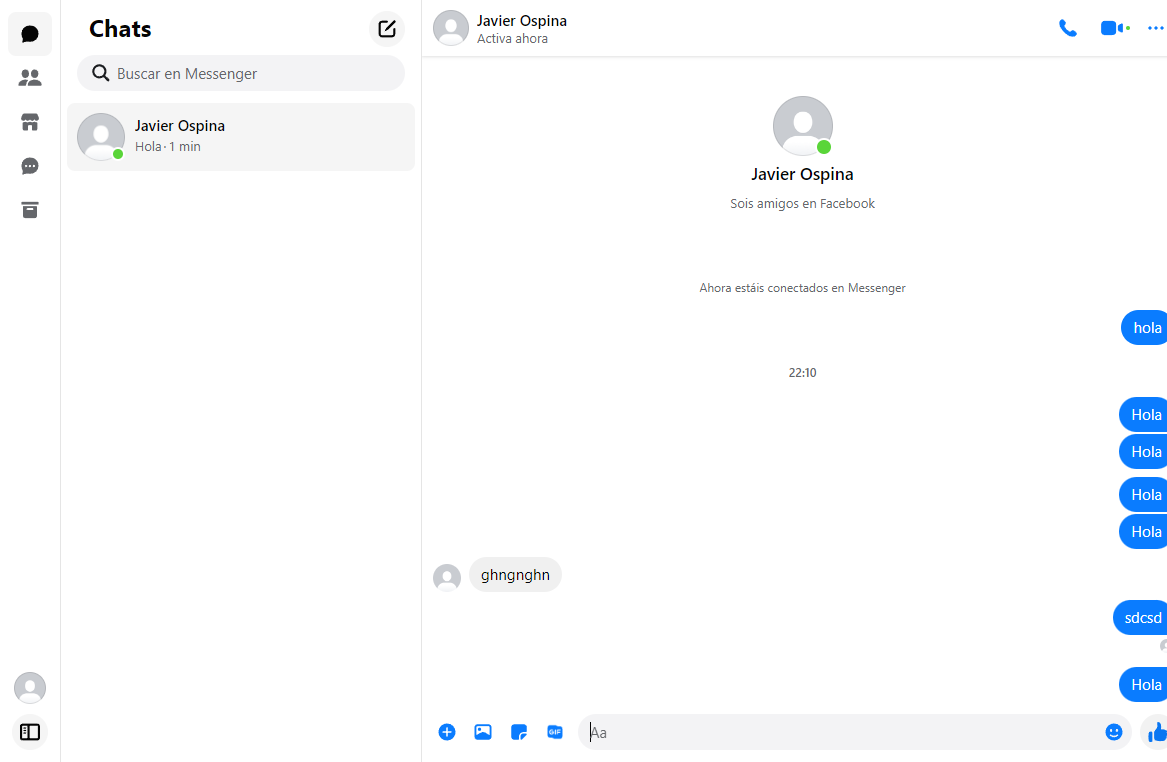 Chats
Buscar en Messenger
Javier Ospina
Hola · 1 min
Javier Ospina
Activa ahora
Javier Ospina
Sois amigos en Facebook
Ahora estáis conectados en Messenger
hola
22:10
Hola
Hola
Hola
Hola
ghngnghn
sdcsd
Hola
GIF
Aa